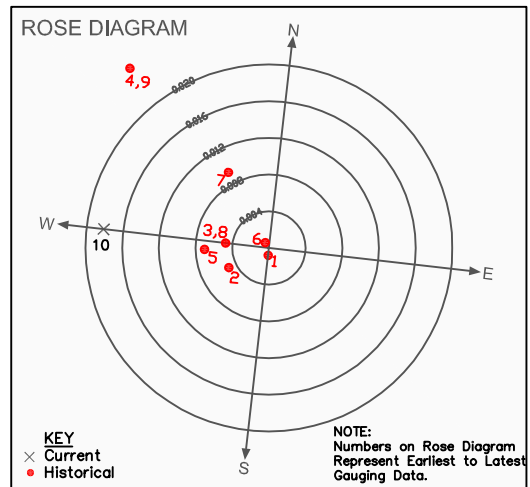 ROSE DIAGRAM
N
4,9
0.020
0.016
0.012
7
0.008
0.004
W
3,8
6
10
5
1
2
E
S
KEY
Current
Historical
NOTE:
Numbers on Rose Diagram
Represent Earliest to Latest
Gauging Data.